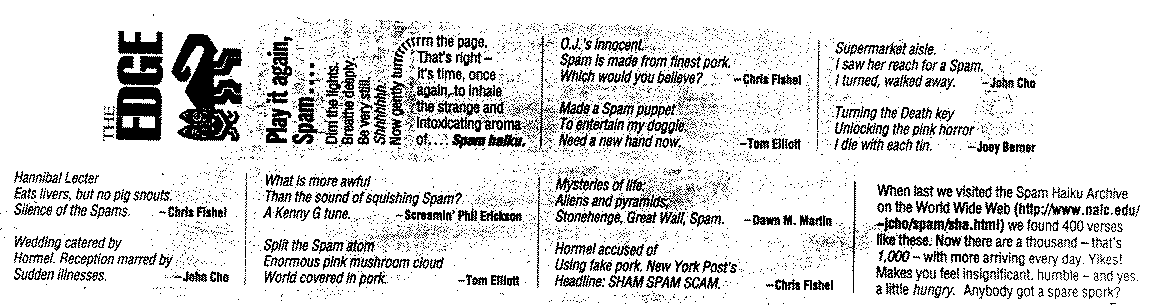 THE
EDGE
Play it again,
Spam....
Dim the lights.
Breathe deeply.
Be very still.
Shhhhhhh.
Now gently turrrrrrrrrn the page.
That's right –
it's time, once
again, to inhale
the strange and
intoxicating aroma
of.... Spam haiku.
O.J.'s innocent.
Spam is made from finest pork.
Which would you believe? –Chris Fishel
Made a Spam puppet
To entertain my doggie.
Need a new hand now. –Tom Elliott
Supermarket aisle.
I saw her reach for a Spam.
I turned, walked away. –John Cho
Turning the Death key
Unlocking the pink horror
I die with each tin. –Joey Berner
Hannibal Lecter
Eats livers, but no pig snouts.
Silence of the Spams. –Chris Fishel
Wedding catered by
Hormel. Reception marred by
Sudden illnesses. –John Cho
What is more awful
Than the sound of squishing Spam?
A Kenny G tune. –Screamin' Phil Erickson
Split the Spam atom
Enormous pink mushroom cloud
World covered in pork. –Tom Elliott
Mysteries of life:
Aliens and pyramids,
Stonehenge, Great Wall, Spam. –Dawn M. Martin
Hormel accused of
Using fake pork. New York Post's
Headline: SHAM SPAM SCAM. –Chris Fishel
When last we visited the Spam Haiku Archive
on the World Wide Web (http://www.naic.edu/
~jcho/spam/sha.html) we found 400 verses
like these. Now there are a thousand – that's
1,000 – with more arriving every day. Yikes!
Makes you feel insignificant, humble – and yes,
a little hungry. Anybody got a spare spork?